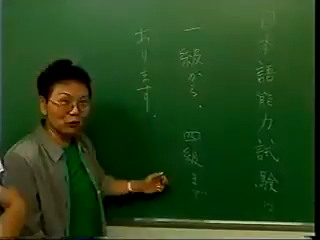 日本語能力試験は
一級から、四級まで
あります。